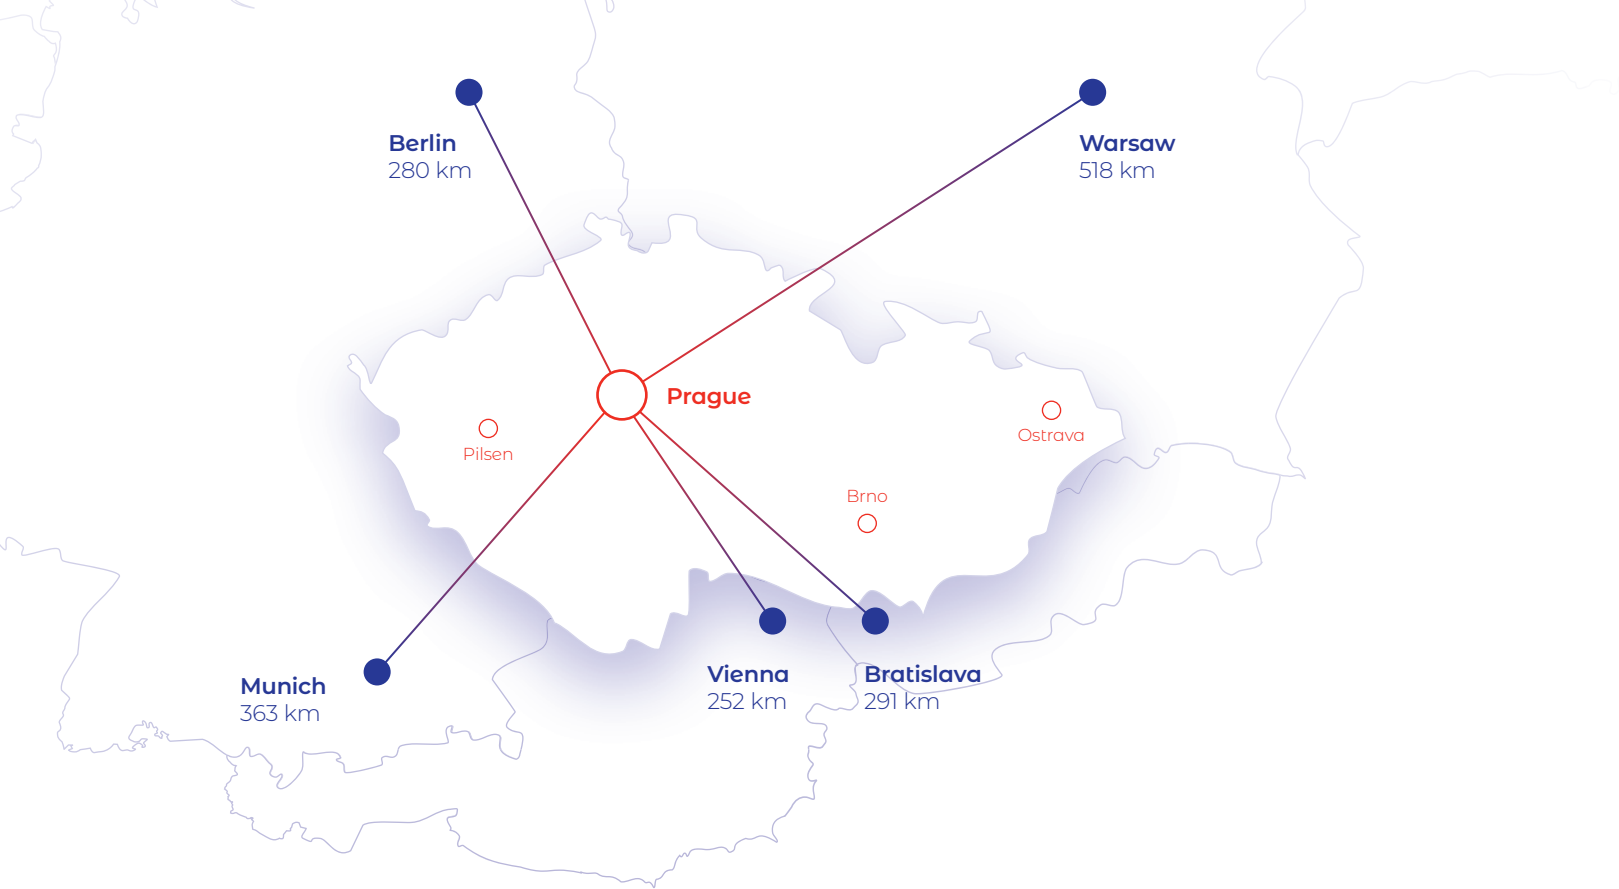 Berlin
280 km
Warsaw
518 km
Prague
Pilsen
Ostrava
Brno
Munich
363 km
Vienna
252 km
Bratislava
291 km